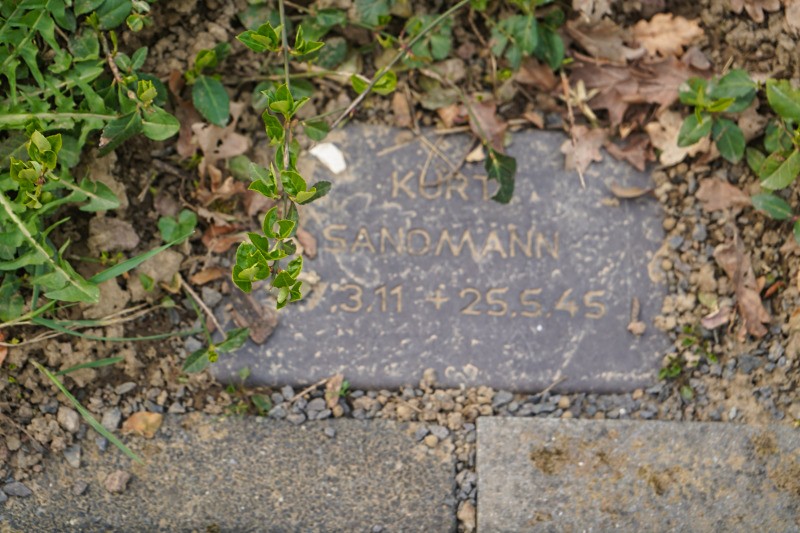 KURT
SANDMANN
.3.11 + 25.5.45